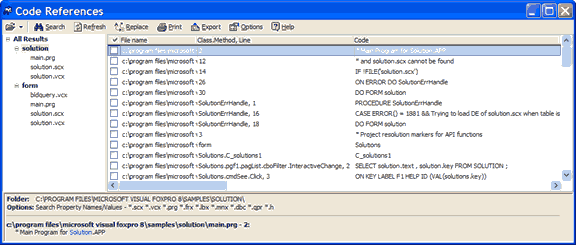 Code References
Search Refresh Replace Print Export Options Help
All Results
solution
main.prg
solution.scx
solution.vcx
form
bidquery.vcx
main.prg
solution.scx
solution.vcx
File name Class.Method, Line Code
c:\program files\microsoft 2 * Main Program for Solution.APP
c:\program files\microsoft 12 * and solution.scx cannot be found
c:\program files\microsoft 14 IF !FILE('solution.scx')
c:\program files\microsoft 26 ON ERROR DO SolutionErrHandle
c:\program files\microsoft 30 DO FORM solution
c:\program files\microsoft SolutionErrHandle, 1 PROCEDURE SolutionErrHandle
c:\program files\microsoft SolutionErrHandle, 16 CASE ERROR() = 1881 && Trying to load DE of solution.scx when table is
c:\program files\microsoft SolutionErrHandle, 18 DO FORM solution
c:\program files\microsoft 3 * Project resolution markers for API functions
c:\program files\microsoft form Solutions
c:\program files\microsoft Solutions.C_solutions1 C_solutions1
c:\program files\microsoft Solutions.pgf1.pagList.cboFilter.InteractiveChange, 2 SELECT solution.text , solution.key FROM SOLUTION ;
c:\program files\microsoft Solutions.cmdSee.Click, 3 ON KEY LABEL F1 HELP ID (VAL(solutions.key))
Folder: C:\PROGRAM FILES\MICROSOFT VISUAL FOXPRO 8\SAMPLES\SOLUTION\
Options: Search Property Names/Values - *.scx *.vcx *.prg *.frx *.lbx *.mnx *.dbc *.qpr *.h
c:\program files\microsoft visual foxpro 8\samples\solution\main.prg - 2:
* Main Program for Solution.APP